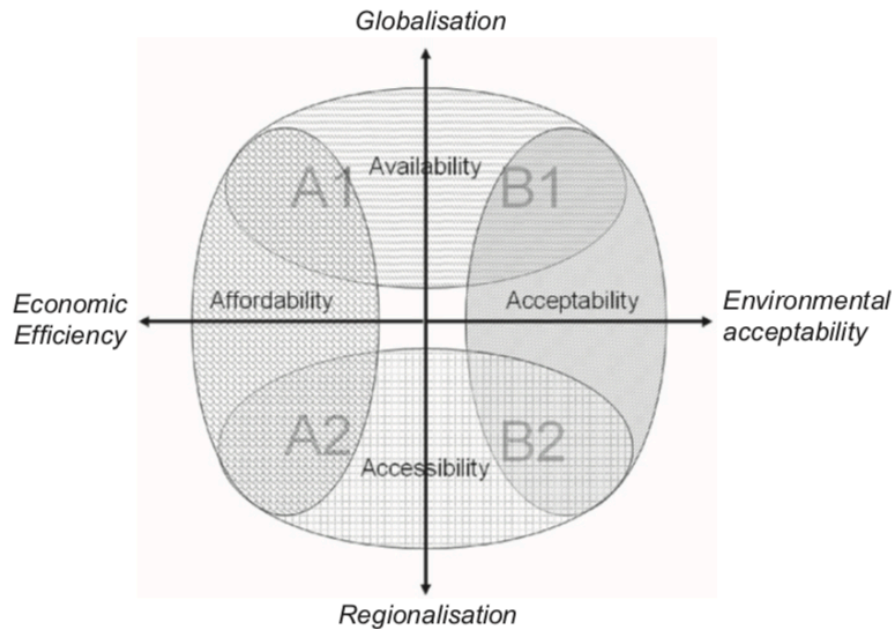 Globalisation
Availability
A1
B1
Economic
Efficiency
Affordability
Acceptability
Environmental
acceptability
A2
B2
Accessibility
Regionalisation